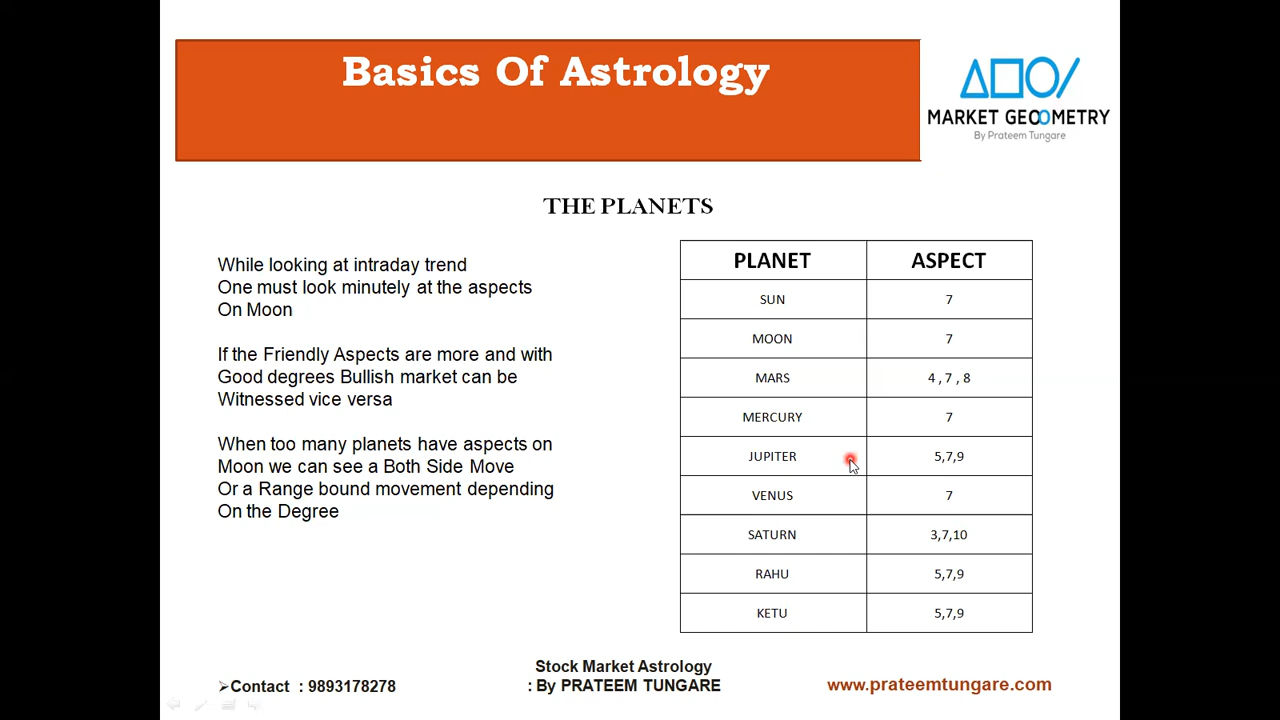 Basics Of Astrology
MARKET GEOOMETRY
By Prateem Tungare
THE PLANETS
While looking at intraday trend
One must look minutely at the aspects
On Moon
If the Friendly Aspects are more and with
Good degrees Bullish market can be
Witnessed vice versa
When too many planets have aspects on
Moon we can see a Both Side Move
Or a Range bound movement depending
On the Degree
PLANET ASPECT
SUN 7
MOON 7
MARS 4 , 7 , 8
MERCURY 7
JUPITER 5,7,9
VENUS 7
SATURN 3,7,10
RAHU 5,7,9
KETU 5,7,9
➢Contact : 9893178278
Stock Market Astrology
: By PRATEEM TUNGARE
www.prateemtungare.com